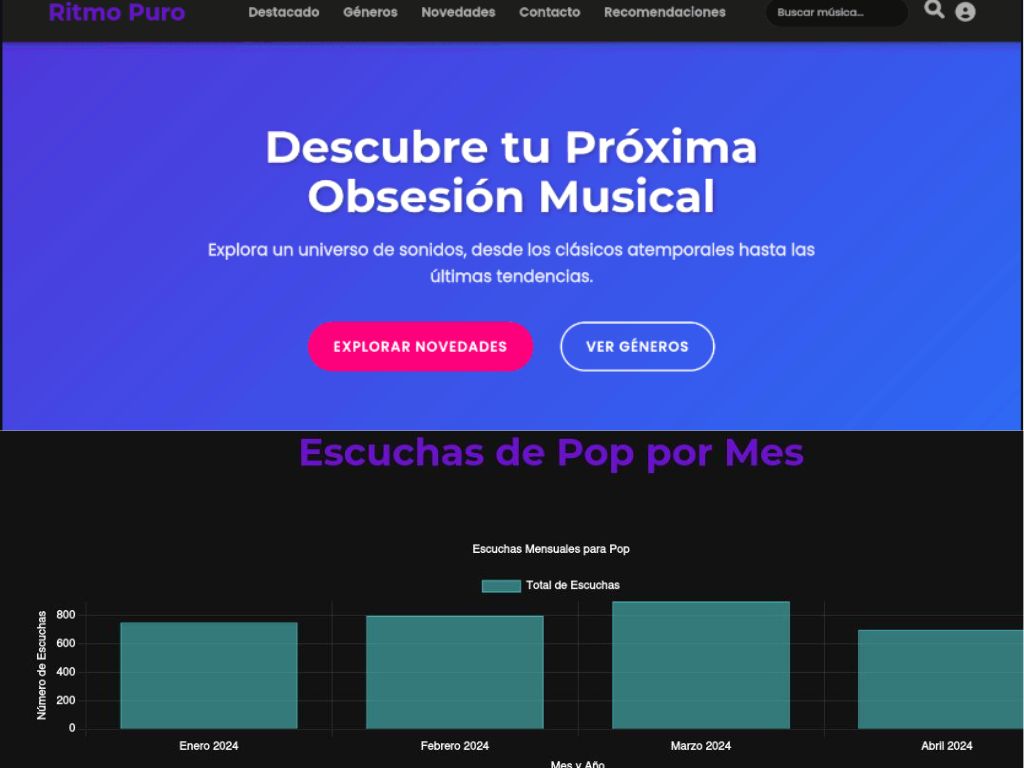 Ritmo Puro
Destacado Géneros Novedades Contacto Recomendaciones
Buscar música...
Descubre tu Próxima
Obsesión Musical
Explora un universo de sonidos, desde los clásicos atemporales hasta las
últimas tendencias.
EXPLORAR NOVEDADES
VER GÉNEROS
Escuchas de Pop por Mes
Escuchas Mensuales para Pop
Total de Escuchas
Número de Escuchas
800
600
400
200
0
Enero 2024 Febrero 2024 Marzo 2024 Abril 2024
Mes y Año